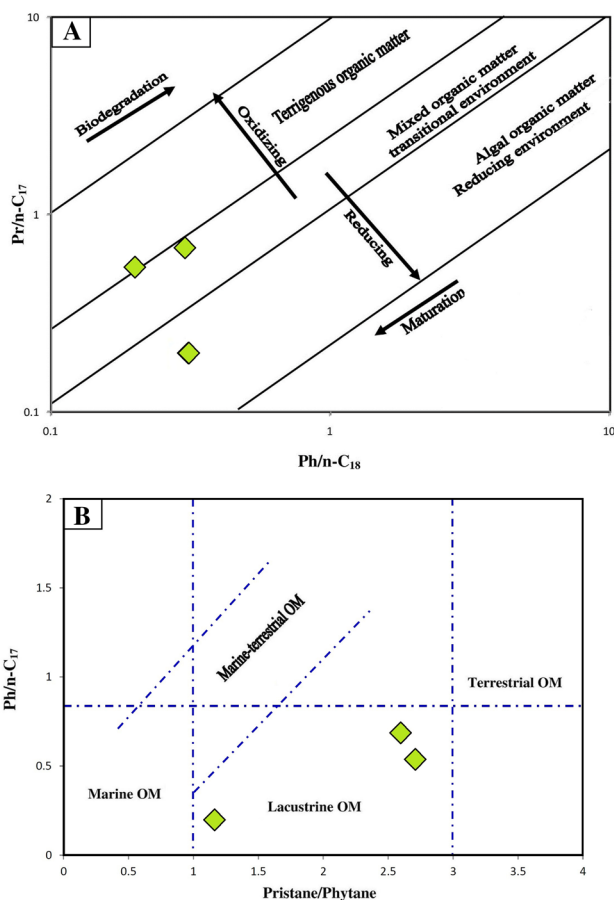 A
10
1
0.1
Pr/n-C17
Biodegradation
Oxidizing
Terrigenous organic matter
Mixed organic matter
transitional environment
Algal organic matter
Reducing environment
Reducing
Maturation
0.1
1
10
Ph/n-C18
B
2
1.5
1
0.5
0
Ph/n-C17
Marine-terrestrial OM
Terrestrial OM
Marine OM
Lacustrine OM
0
0.5
1
1.5
2
2.5
3
3.5
4
Pristane/Phytane